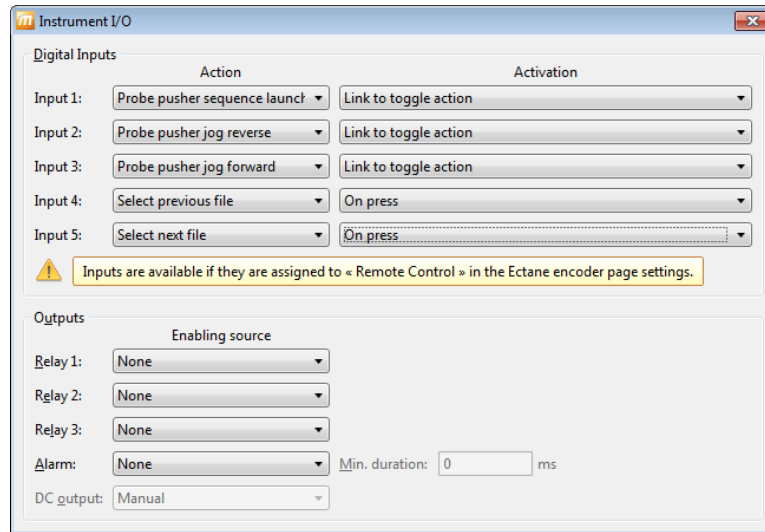 Instrument I/O
Digital Inputs
Action Activation
Input 1: Probe pusher sequence launch Link to toggle action
Input 2: Probe pusher jog reverse Link to toggle action
Input 3: Probe pusher jog forward Link to toggle action
Input 4: Select previous file On press
Input 5: Select next file On press
Inputs are available if they are assigned to « Remote Control » in the Ectane encoder page settings.
Outputs
Enabling source
Relay 1: None
Relay 2: None
Relay 3: None
Alarm: None Min. duration: 0 ms
DC output: Manual